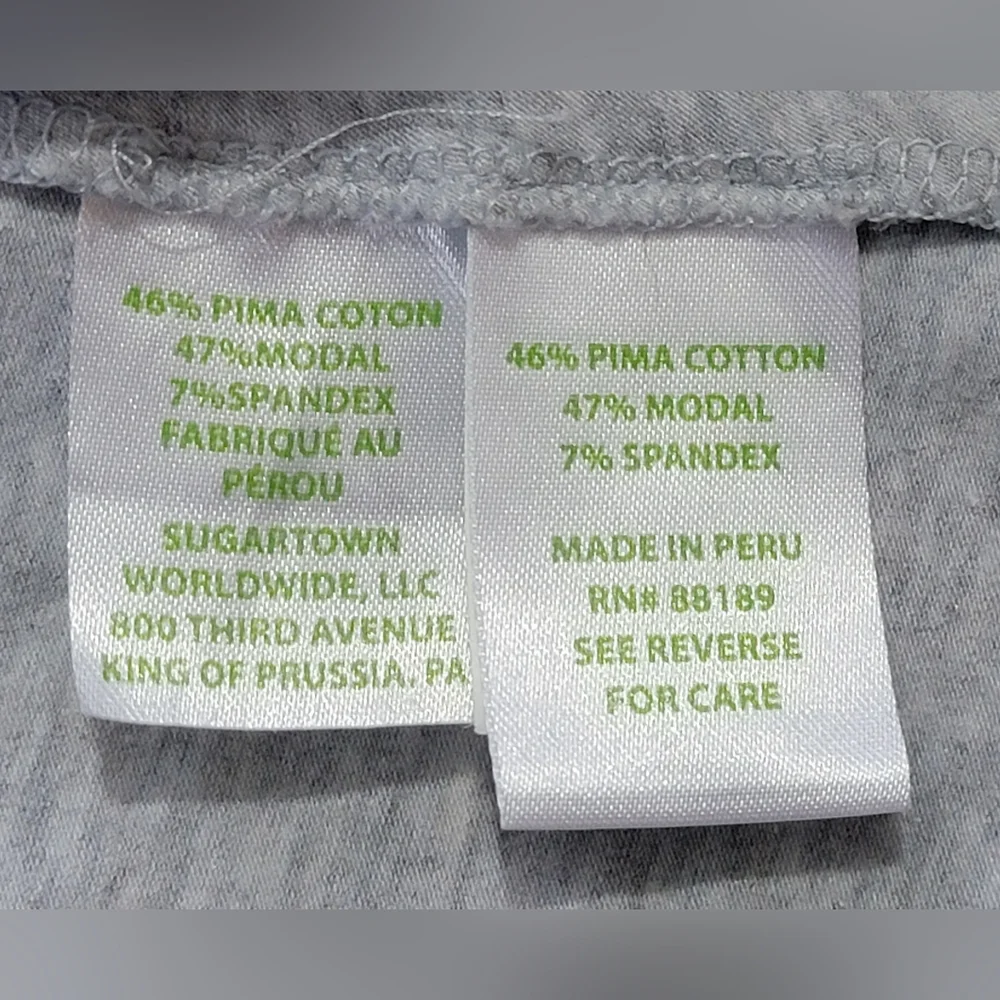 46% PIMA COTON
47%MODAL
7%SPANDEX
FABRIQUÉ AU
PÉROU
SUGARTOWN
WORLDWIDE, LLC
800 THIRD AVENUE
KING OF PRUSSIA. PA
46% PIMA COTTON
47% MODAL
7% SPANDEX
MADE IN PERU
RN# 88189
SEE REVERSE
FOR CARE